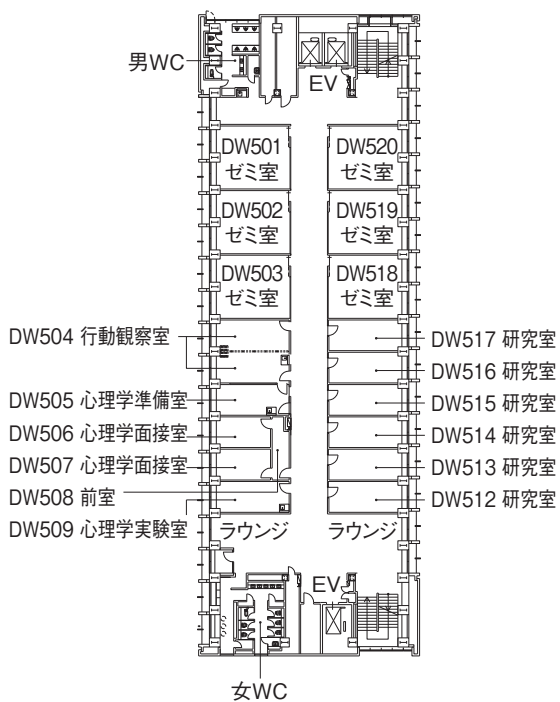 男WC
EV
DW501
ゼミ室
DW520
ゼミ室
DW502
ゼミ室
DW519
ゼミ室
DW503
ゼミ室
DW518
ゼミ室
DW504 行動観察室
DW517 研究室
DW516 研究室
DW505 心理学準備室
DW515 研究室
DW506 心理学面接室
DW514 研究室
DW507 心理学面接室
DW513 研究室
DW508 前室
DW512 研究室
DW509 心理学実験室
ラウンジ
ラウンジ
EV
女WC